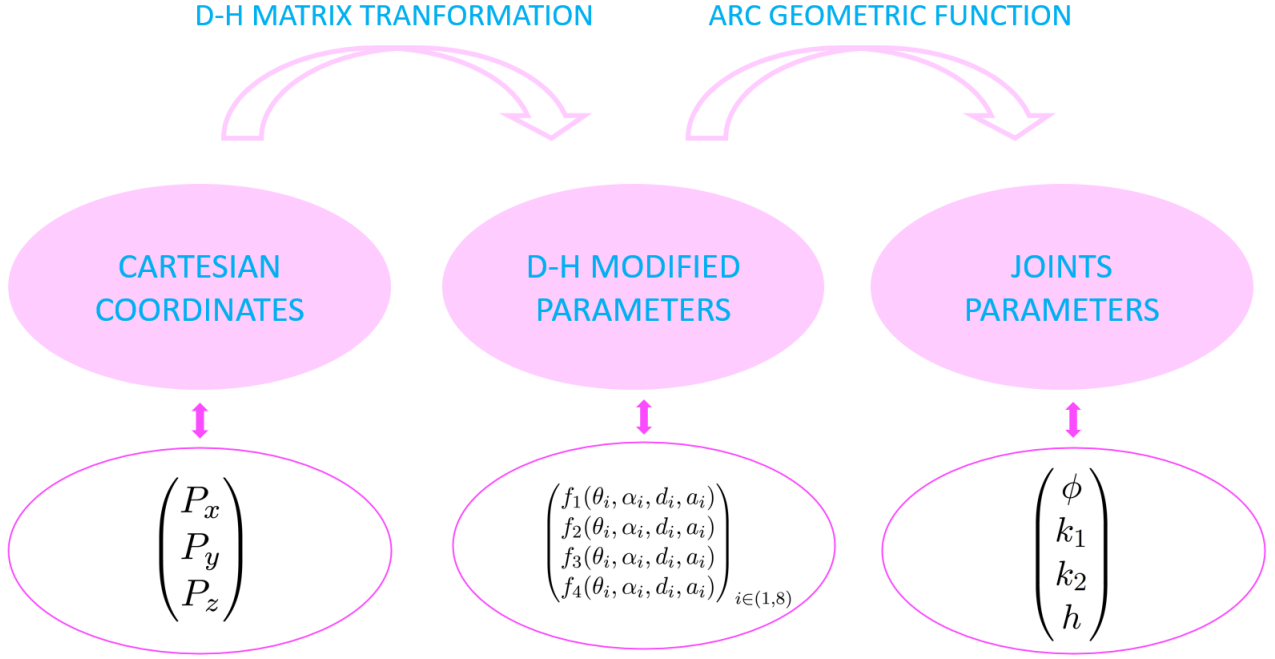 D-H MATRIX TRANFORMATION
ARC GEOMETRIC FUNCTION
CARTESIAN
COORDINATES
D-H MODIFIED
PARAMETERS
JOINTS
PARAMETERS
P_x
P_y
P_z
f_1(θ_i, α_i, d_i, a_i)
f_2(θ_i, α_i, d_i, a_i)
f_3(θ_i, α_i, d_i, a_i)
f_4(θ_i, α_i, d_i, a_i)
i∈(1,8)
ϕ
k_1
k_2
h